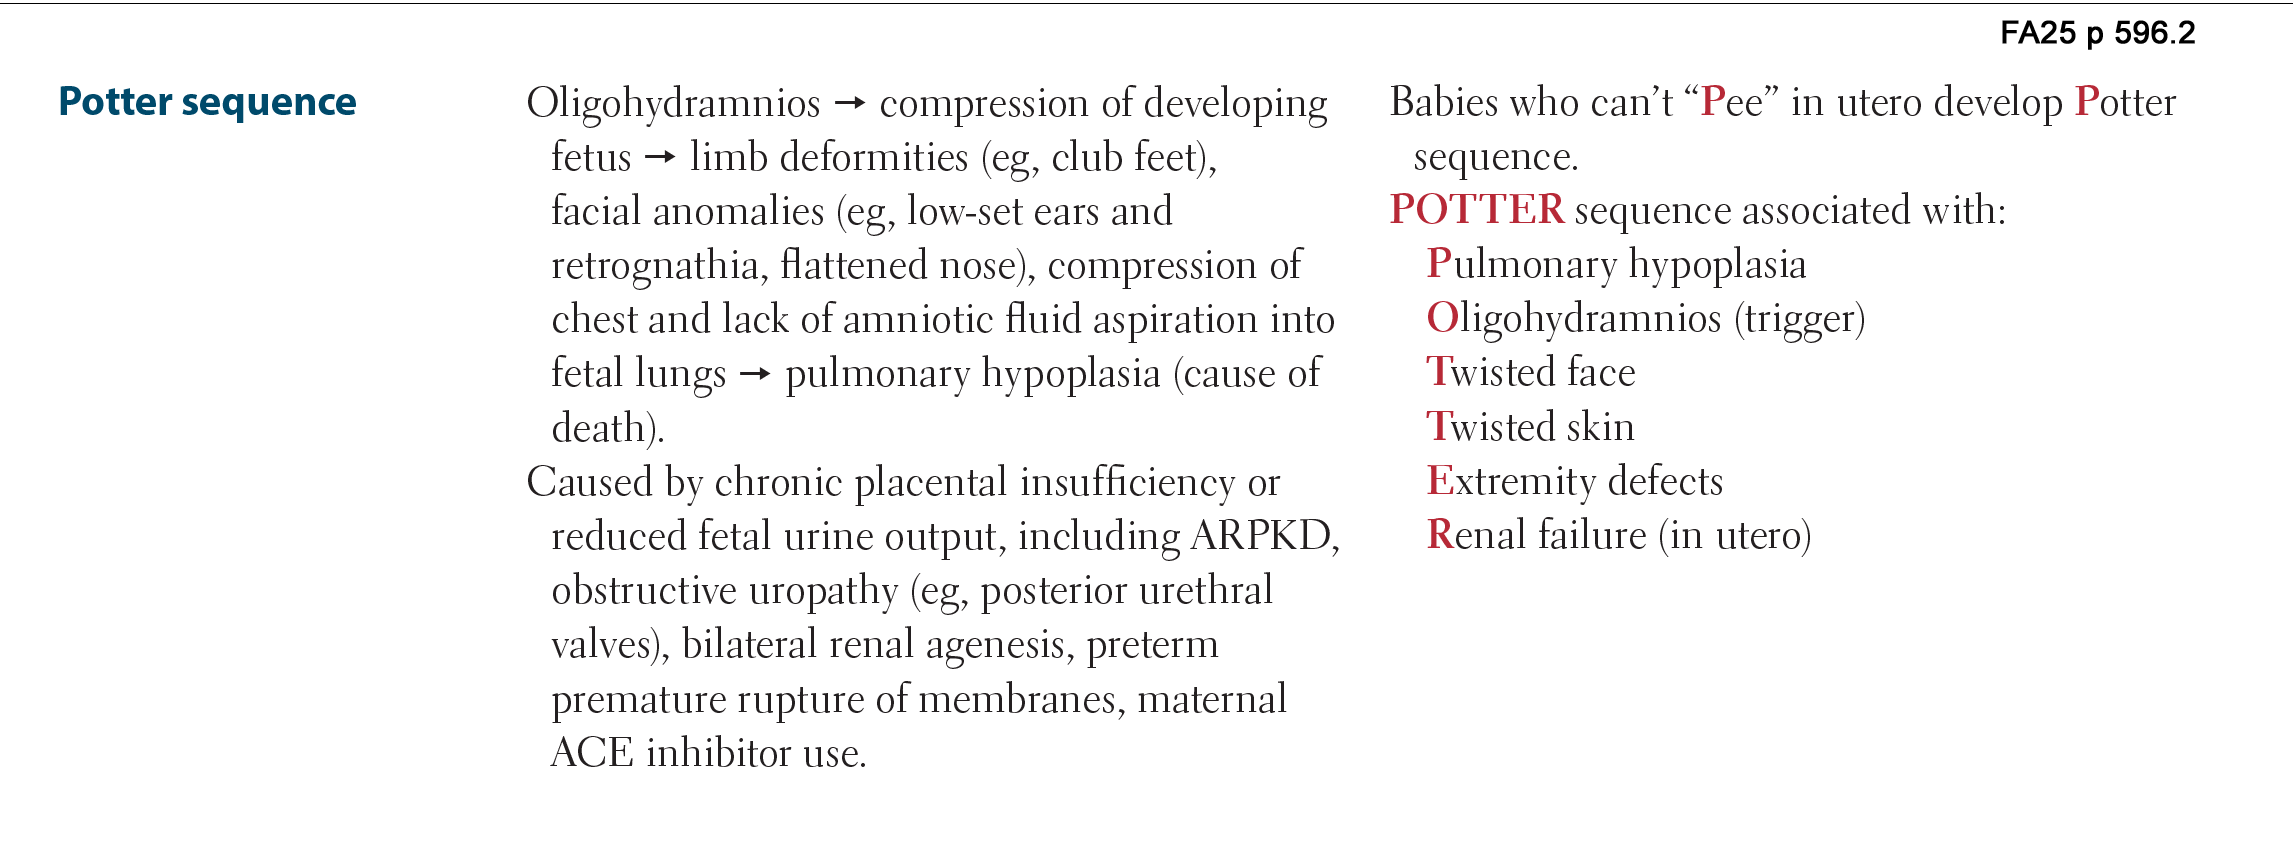 FA25 p 596.2
Potter sequence
Oligohydramnios → compression of developing
fetus → limb deformities (eg, club feet),
facial anomalies (eg, low-set ears and
retrognathia, flattened nose), compression of
chest and lack of amniotic fluid aspiration into
fetal lungs → pulmonary hypoplasia (cause of
death).
Caused by chronic placental insufficiency or
reduced fetal urine output, including ARPKD,
obstructive uropathy (eg, posterior urethral
valves), bilateral renal agenesis, preterm
premature rupture of membranes, maternal
ACE inhibitor use.
Babies who can’t “Pee” in utero develop Potter
sequence.
POTTER sequence associated with:
Pulmonary hypoplasia
Oligohydramnios (trigger)
Twisted face
Twisted skin
Extremity defects
Renal failure (in utero)